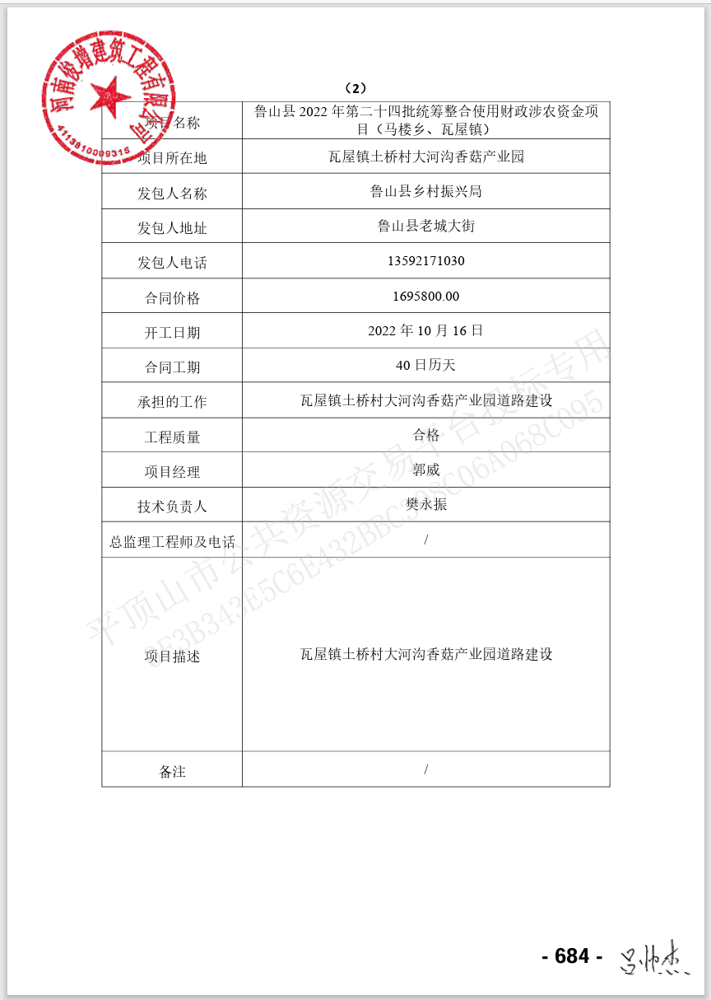 河南俊增建筑工程有限公司
4113810009315
（2）
项目名称
鲁山县 2022 年第二十四批统筹整合使用财政涉农资金项
目（马楼乡、瓦屋镇）
项目所在地 瓦屋镇土桥村大河沟香菇产业园
发包人名称 鲁山县乡村振兴局
发包人地址 鲁山县老城大街
发包人电话 13592171030
合同价格 1695800.00
开工日期 2022 年 10 月 16 日
合同工期 40 日历天
承担的工作 瓦屋镇土桥村大河沟香菇产业园道路建设
工程质量 合格
项目经理 郭威
技术负责人 樊永振
总监理工程师及电话 /
项目描述 瓦屋镇土桥村大河沟香菇产业园道路建设
备注 /
平顶山市公共资源交易平台投标专用
- 684 -
吕帅杰